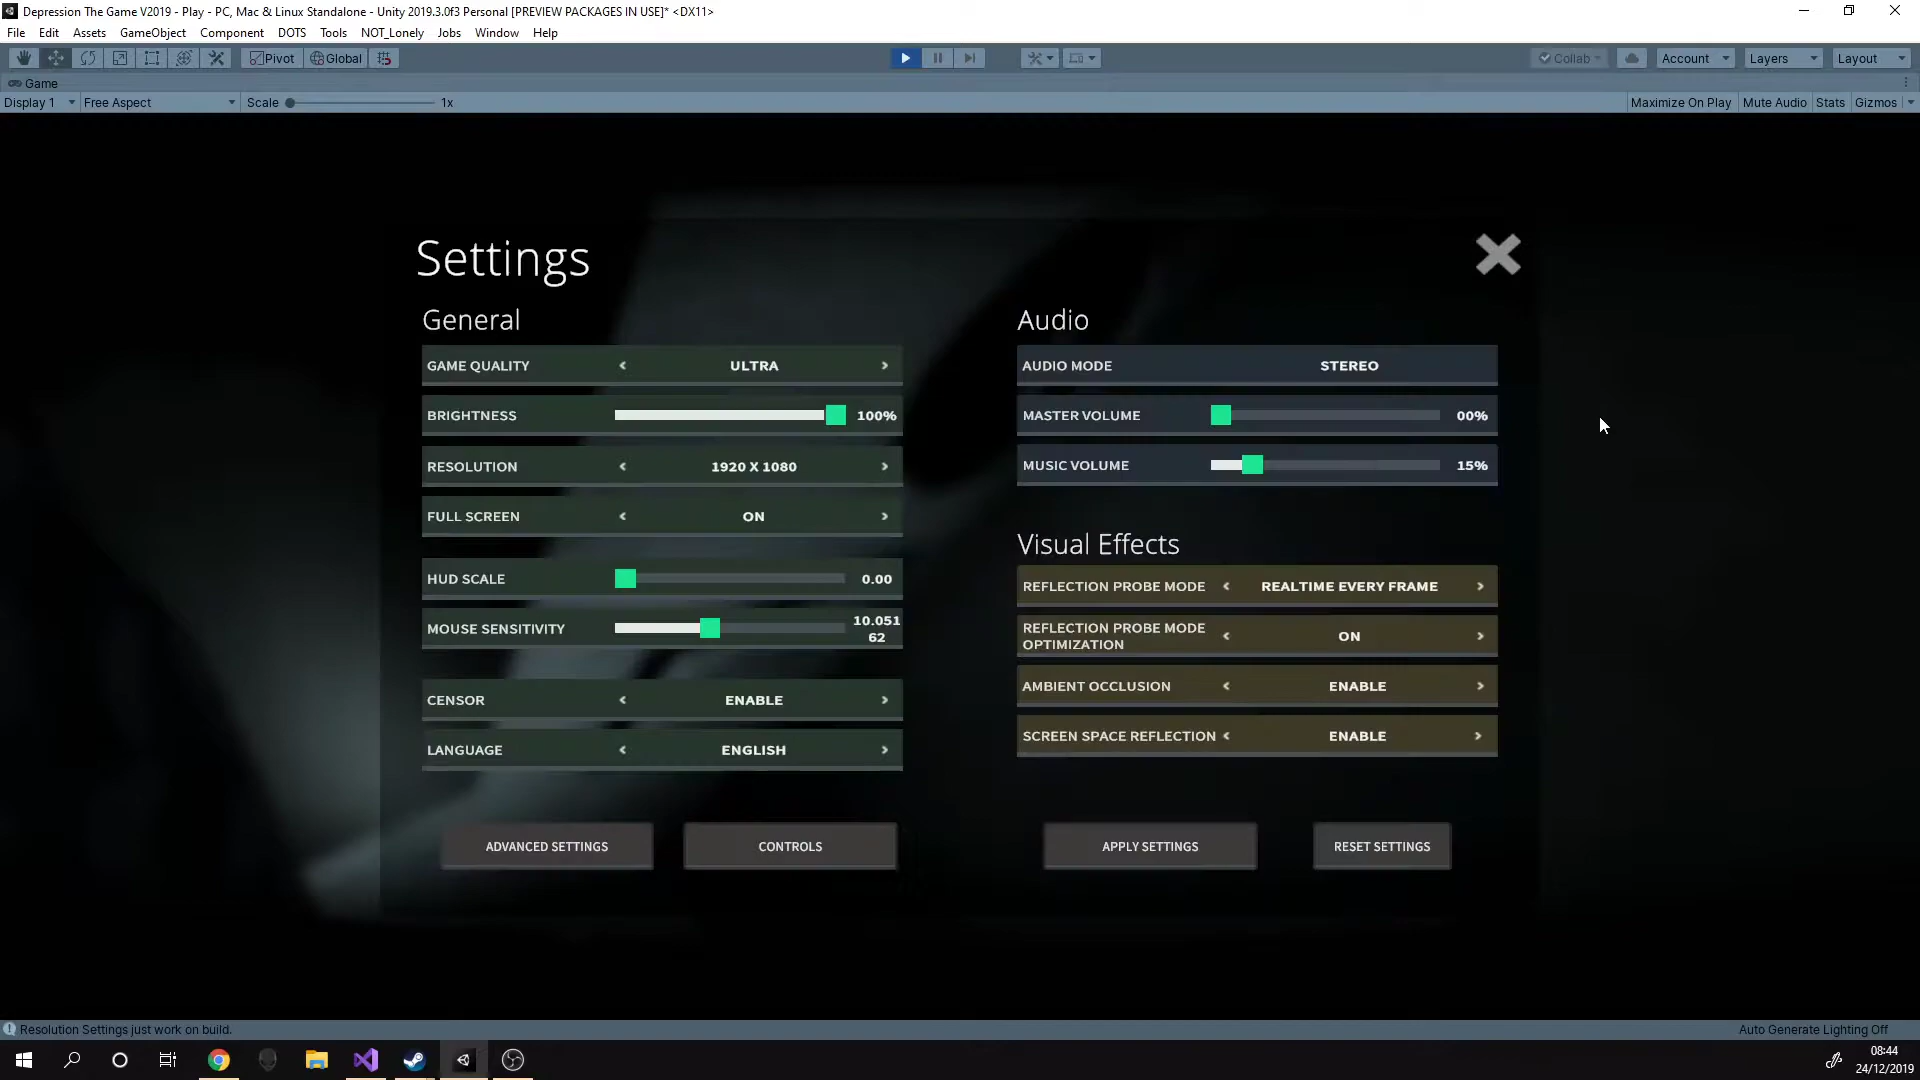 Depression The Game V2019 - Play - PC, Mac & Linux Standalone - Unity 2019.3.0f3 Personal [PREVIEW PACKAGES IN USE]* <DX11>
File Edit Assets GameObject Component DOTS Tools NOT_Lonely Jobs Window Help
Pivot Global Collab Account Layers Layout
Game
Display 1 Free Aspect Scale 1x Maximize On Play Mute Audio Stats Gizmos
Settings
General
GAME QUALITY < ULTRA >
BRIGHTNESS 100%
RESOLUTION < 1920 X 1080 >
FULL SCREEN < ON >
HUD SCALE 0.00
MOUSE SENSITIVITY 10.051
62
CENSOR < ENABLE >
LANGUAGE < ENGLISH >
ADVANCED SETTINGS CONTROLS
Audio
AUDIO MODE STEREO
MASTER VOLUME 00%
MUSIC VOLUME 15%
Visual Effects
REFLECTION PROBE MODE < REALTIME EVERY FRAME >
REFLECTION PROBE MODE
OPTIMIZATION < ON >
AMBIENT OCCLUSION < ENABLE >
SCREEN SPACE REFLECTION < ENABLE >
APPLY SETTINGS RESET SETTINGS
Resolution Settings just work on build. Auto Generate Lighting Off
08:44
24/12/2019